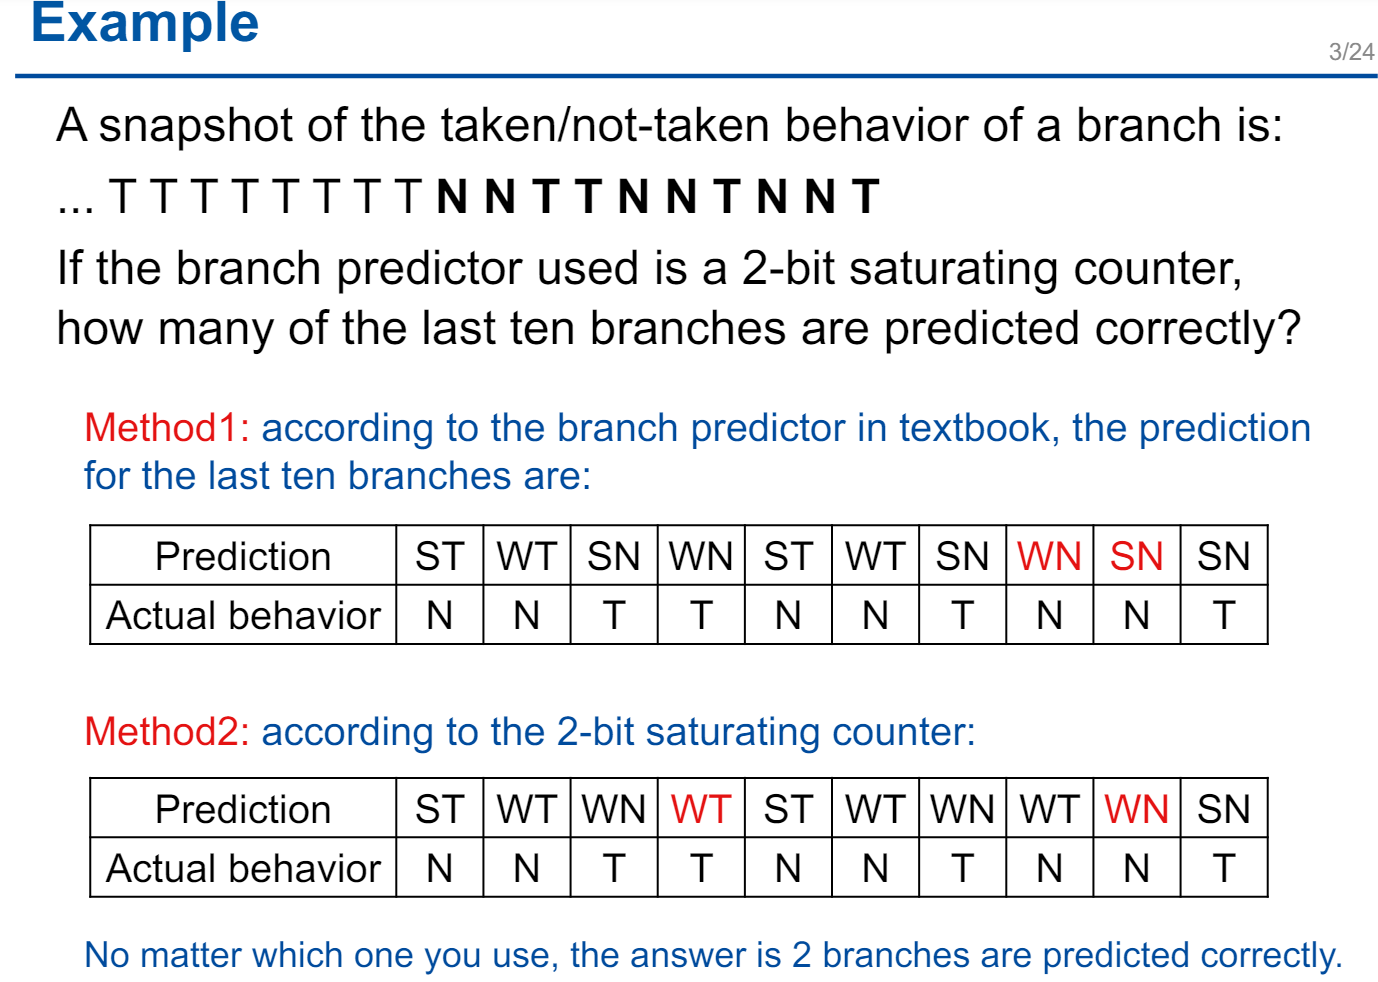 Example
3/24
A snapshot of the taken/not-taken behavior of a branch is:
... T T T T T T T T N N T T N N T N N T
If the branch predictor used is a 2-bit saturating counter,
how many of the last ten branches are predicted correctly?
Method1: according to the branch predictor in textbook, the prediction
for the last ten branches are:
Prediction ST WT SN WN ST WT SN WN SN SN
Actual behavior N N T T N N T N N T
Method2: according to the 2-bit saturating counter:
Prediction ST WT WN WT ST WT WN WT WN SN
Actual behavior N N T T N N T N N T
No matter which one you use, the answer is 2 branches are predicted correctly.